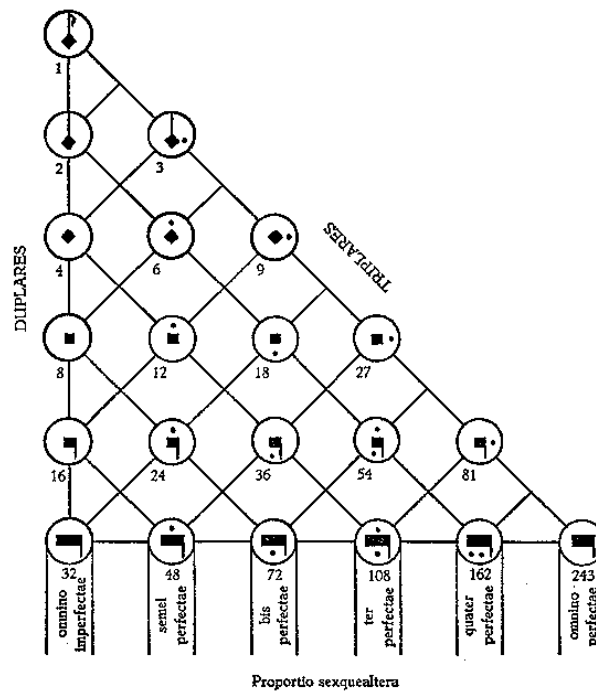 1
2 3
4 6 9
DUPLARES
TRIPLARES
8 12 18 27
16 24 36 54 81
32 48 72 108 162 243
omnino imperfectae
semel perfectae
bis perfectae
ter perfectae
quater perfectae
omnino perfectae
Proportio sexquealtera